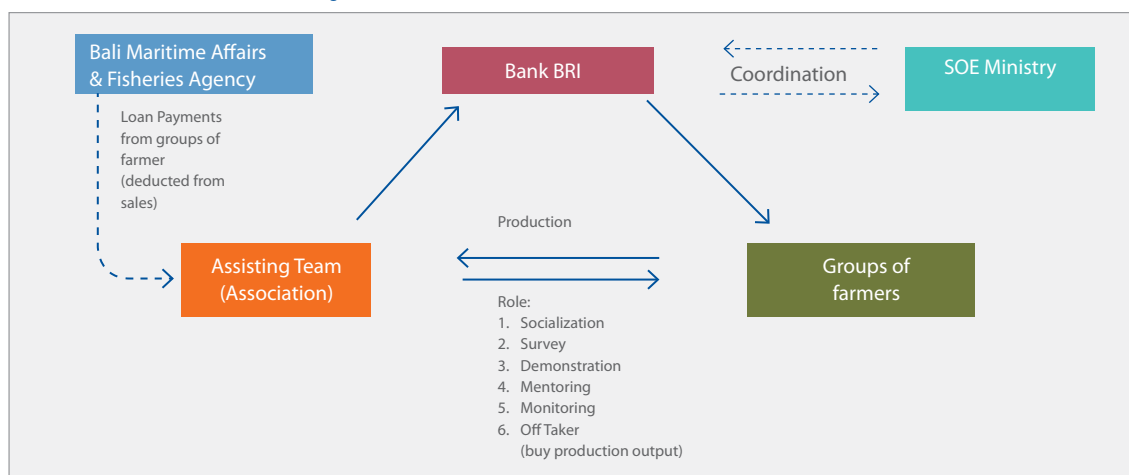 Bali Maritime Affairs
& Fisheries Agency
Bank BRI
Coordination
SOE Ministry
Loan Payments
from groups of
farmer
(deducted from
sales)
Production
Assisting Team
(Association)
Groups of
farmers
Role:
1. Socialization
2. Survey
3. Demonstration
4. Mentoring
5. Monitoring
6. Off Taker
(buy production output)